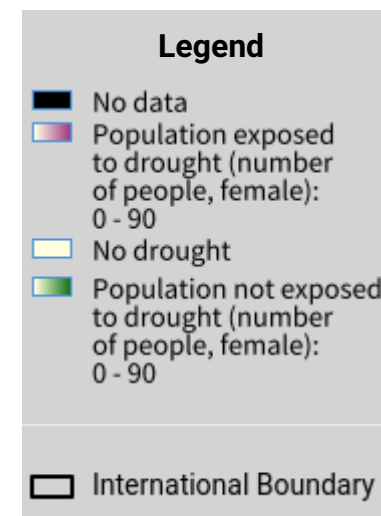 Legend
No data
Population exposed
to drought (number
of people, female):
0 - 90
No drought
Population not exposed
to drought (number
of people, female):
0 - 90
International Boundary